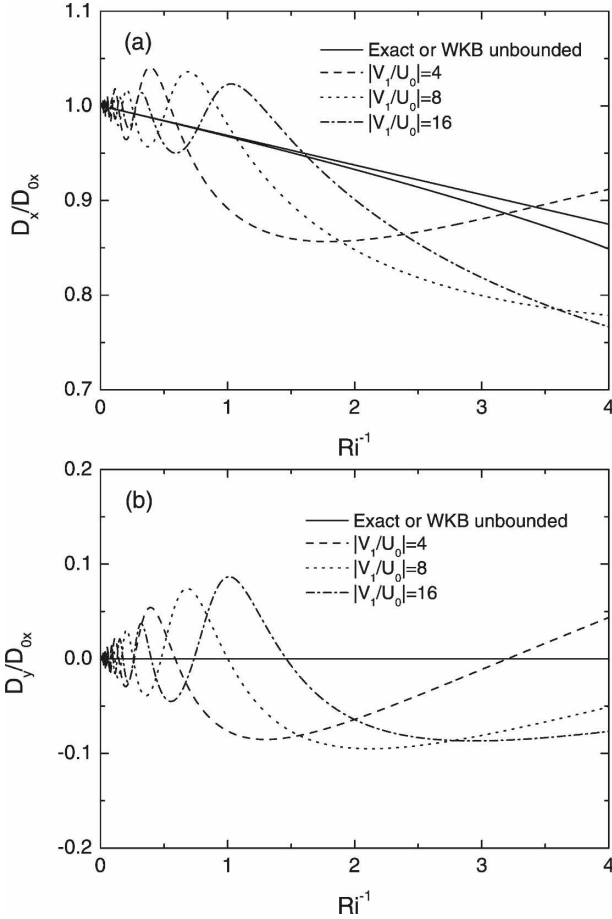 1.1
(a)
Exact or WKB unbounded
|V₁/U₀|=4
|V₁/U₀|=8
|V₁/U₀|=16
1.0
Dₓ/D₀ₓ
0.9
0.8
0.7
0 1 2 3 4
Ri⁻¹
0.2
(b)
Exact or WKB unbounded
|V₁/U₀|=4
|V₁/U₀|=8
|V₁/U₀|=16
0.1
D_y/D₀ₓ
0.0
-0.1
-0.2
0 1 2 3 4
Ri⁻¹